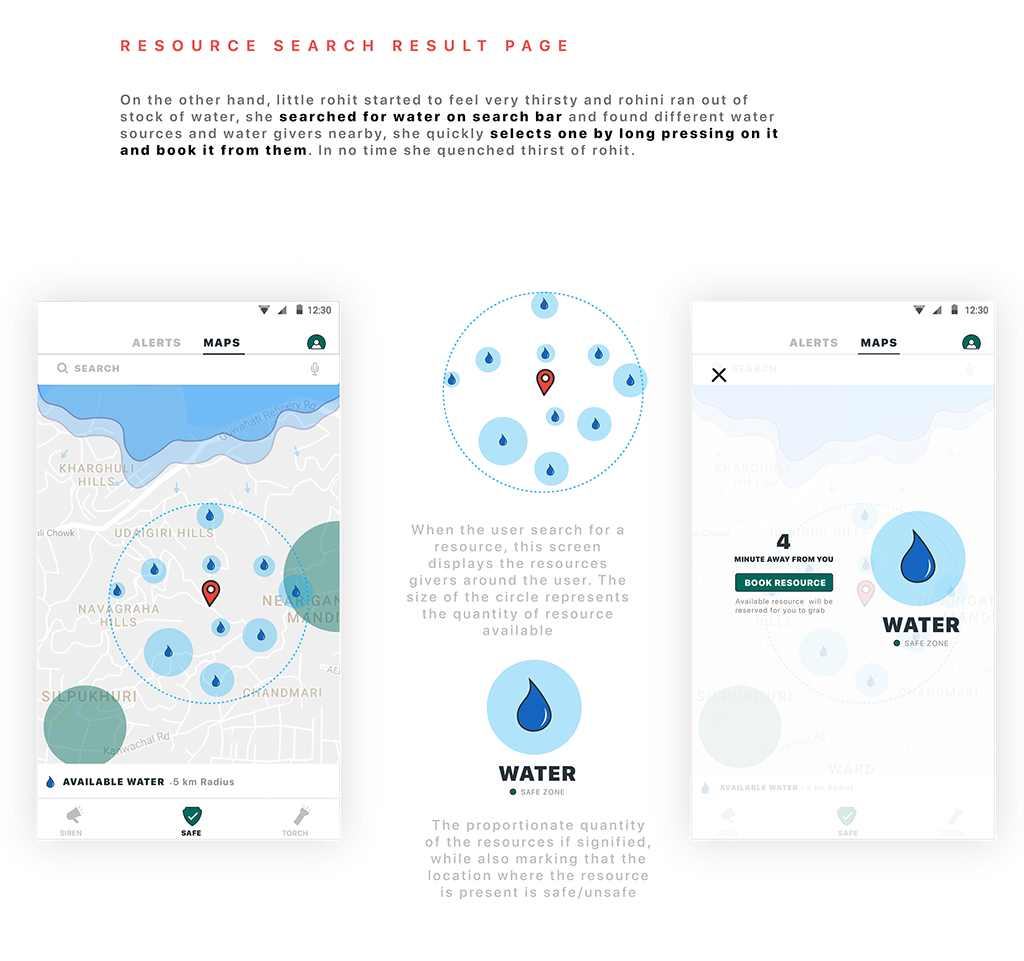 RESOURCE SEARCH RESULT PAGE
On the other hand, little rohit started to feel very thirsty and rohini ran out of
stock of water, she searched for water on search bar and found different water
sources and water givers nearby, she quickly selects one by long pressing on it
and book it from them. In no time she quenched thirst of rohit.
12:30
ALERTS MAPS
SEARCH
Guwahati Refinery Rd
KHARGHULI
HILLS
ali Chowk
UDAIGIRI HILLS
NAVAGRAHA
HILLS
SILPUKHURI
CHANDMARI
Kanwachal Rd
AVAILABLE WATER -5 km Radius
SIREN SAFE TORCH
When the user search for a
resource, this screen
displays the resources
givers around the user. The
size of the circle represents
the quantity of resource
available
WATER
SAFE ZONE
The proportionate quantity
of the resources if signified,
while also marking that the
location where the resource
is present is safe/unsafe
12:30
ALERTS MAPS
SEARCH
KHARGHULI
HILLS
ali Chowk
UDAIGIRI HILLS
4
MINUTE AWAY FROM YOU
BOOK RESOURCE
Available resource will be
reserved for you to grab
WATER
SAFE ZONE
NAVAGRAHA
HILLS
SILPUKHURI
CHANDMARI
Kanwachal Rd
WARD
AVAILABLE WATER - 5 km Radius
SIREN SAFE TORCH